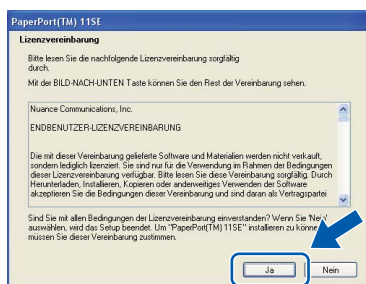 PaperPort(TM) 11SE
Lizenzvereinbarung
Bitte lesen Sie die nachfolgende Lizenzvereinbarung sorgfältig
durch.
Mit der BILD-NACH-UNTEN Taste können Sie den Rest der Vereinbarung sehen.
Nuance Communications, Inc.
ENDBENUTZER-LIZENZVEREINBARUNG
Die mit dieser Vereinbarung gelieferte Software und Materialien werden nicht verkauft,
sondern lediglich lizenziert. Sie sind nur für die Verwendung im Rahmen der Bedingungen
dieser Lizenzvereinbarung verfügbar. Bitte lesen Sie diese Vereinbarung sorgfältig. Durch
Herunterladen, Installieren, Kopieren oder anderweitiges Verwenden der Software
akzeptieren Sie die Bedingungen dieser Vereinbarung und sind daran als Vertragspartei
Sind Sie mit allen Bedingungen der Lizenzvereinbarung einverstanden? Wenn Sie 'Nein'
auswählen, wird das Setup beendet. Um "PaperPort(TM) 11SE" installieren zu
müssen Sie dieser Vereinbarung zustimmen.
Ja
Nein